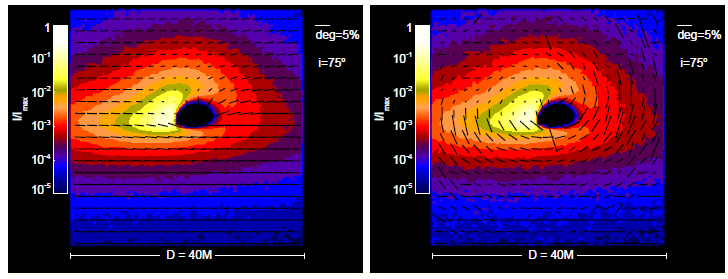 1
10⁻¹
10⁻²
10⁻³
10⁻⁴
10⁻⁵
I/Imax
deg=5%
i=75°
D = 40M
1
10⁻¹
10⁻²
10⁻³
10⁻⁴
10⁻⁵
I/Imax
deg=5%
i=75°
D = 40M